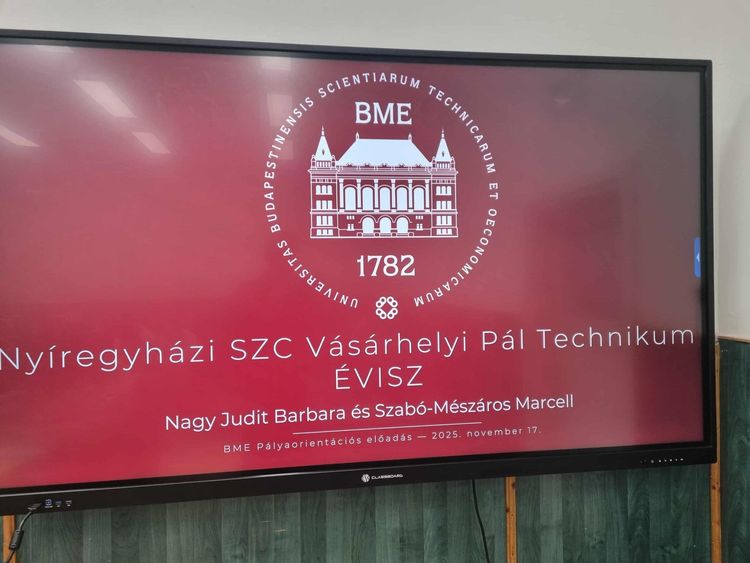 UNIVERSITAS BUDAPESTINENSIS SCIENTIARUM TECHNICARUM ET OECONOMICARUM
BME
1782
Nyíregyházi SZC Vásárhelyi Pál Technikum
ÉVISZ
Nagy Judit Barbara és Szabó-Mészáros Marcell
BME Pályaorientációs előadás — 2025. november 17.
CLASSBOARD